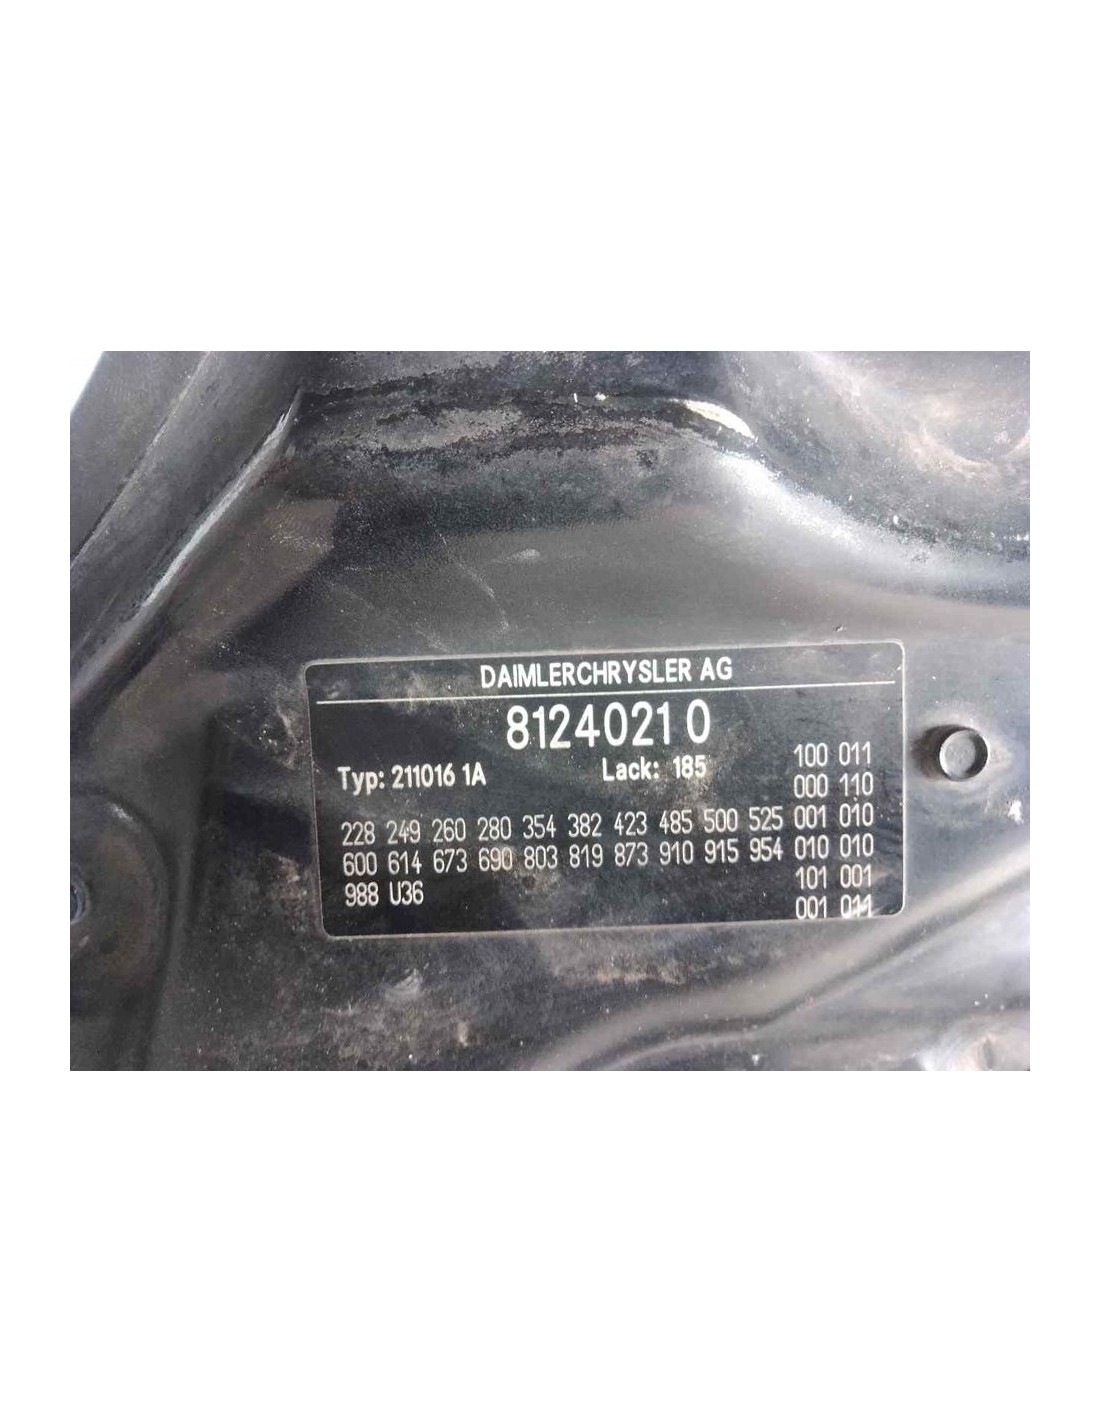 DAIMLERCHRYSLER AG
8124021 0
Typ: 211016 1A Lack: 185 100 011
000 110
228 249 260 280 354 382 423 485 500 525 001 010
600 614 673 690 803 819 873 910 915 954 010 010
988 U36 101 001
001 011